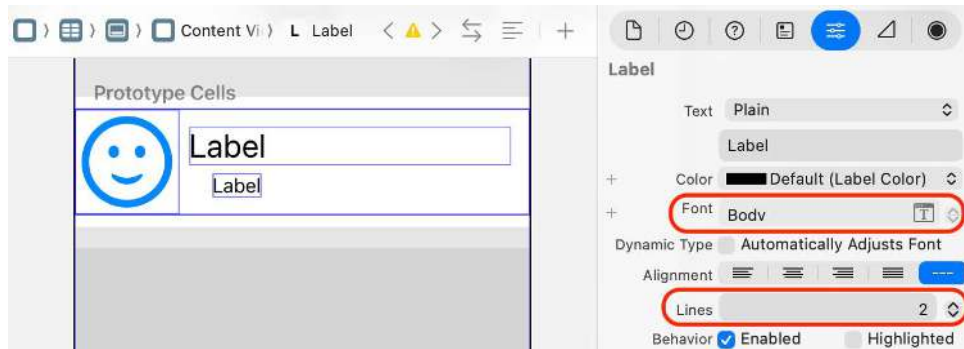 Content Vi L Label
Prototype Cells
Label
Label
Label
Text Plain
Label
Color Default (Label Color)
Font Body
T
Dynamic Type Automatically Adjusts Font
Alignment
Lines 2
Behavior Enabled Highlighted